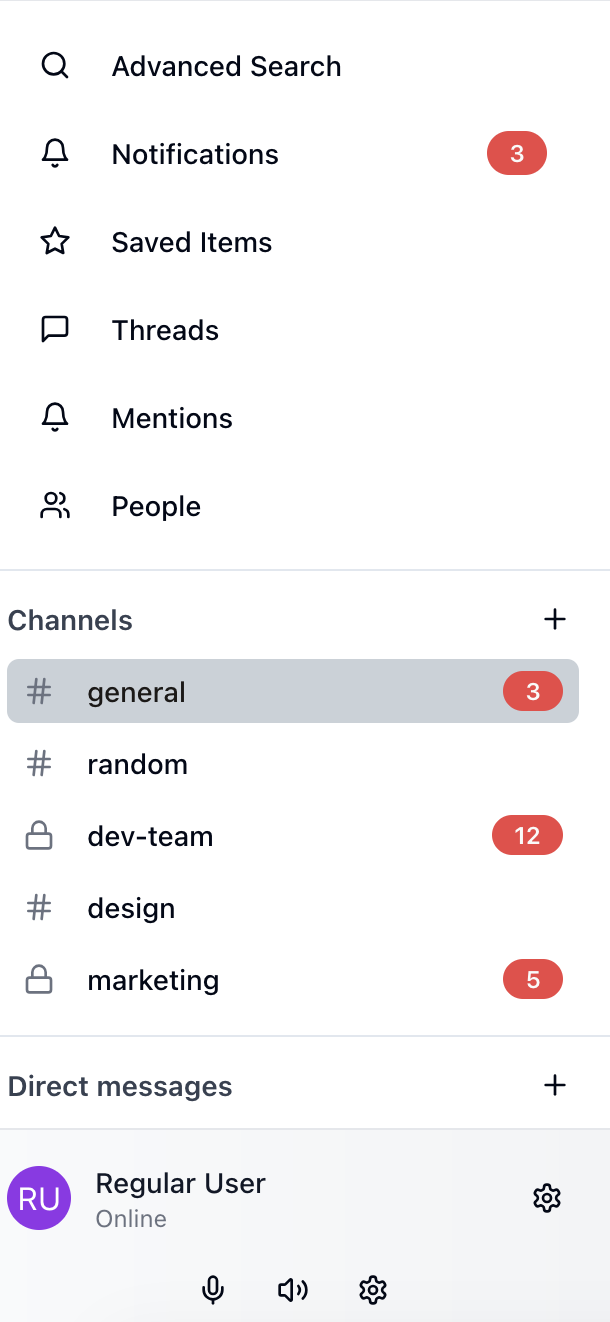 Advanced Search
Notifications 3
Saved Items
Threads
Mentions
People
Channels
general 3
random
dev-team 12
design
marketing 5
Direct messages
RU Regular User
Online